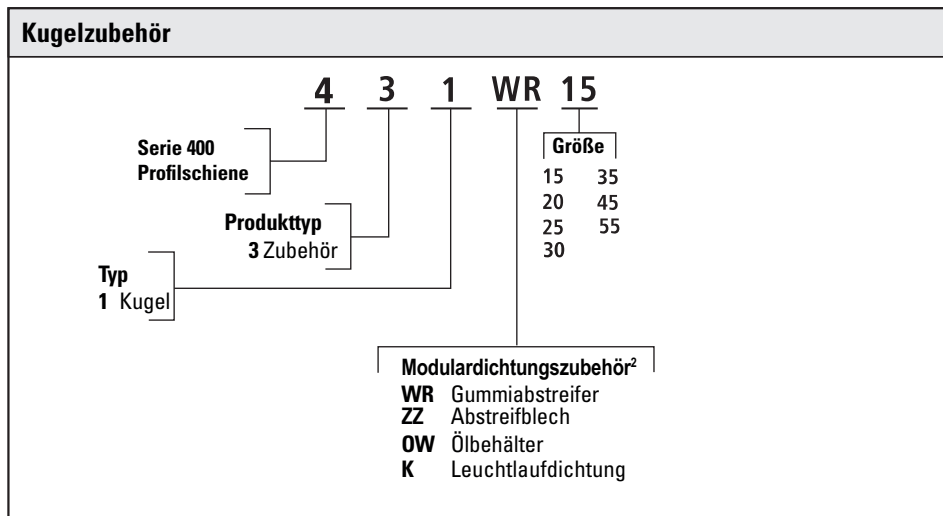 Kugelzubehör
4 3 1 WR 15
Serie 400
Profilschiene
Größe
15 35
20 45
25 55
30
Produkttyp
3 Zubehör
Typ
1 Kugel
Modulardichtungszubehör²
WR Gummiabstreifer
ZZ Abstreifblech
OW Ölbehälter
K Leuchtlaufdichtung